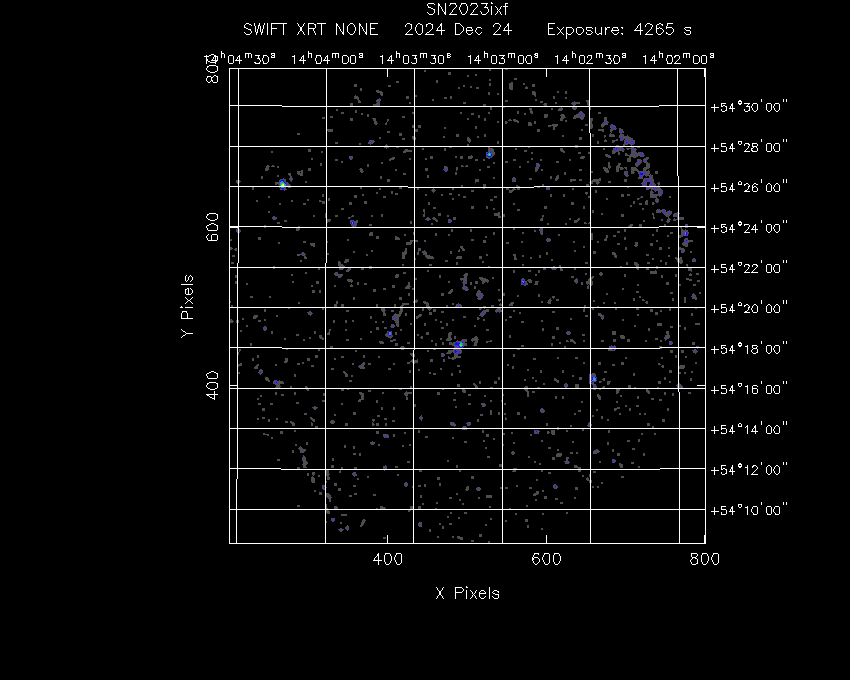 SN2023ixf
SWIFT XRT NONE 2024 Dec 24 Exposure: 4265 s
14ʰ04ᵐ30ˢ 14ʰ04ᵐ00ˢ 14ʰ03ᵐ30ˢ 14ʰ03ᵐ00ˢ 14ʰ02ᵐ30ˢ 14ʰ02ᵐ00ˢ
800
+54°30'00"
+54°28'00"
+54°26'00"
600
+54°24'00"
+54°22'00"
Y Pixels
+54°20'00"
+54°18'00"
400
+54°16'00"
+54°14'00"
+54°12'00"
+54°10'00"
400 600 800
X Pixels